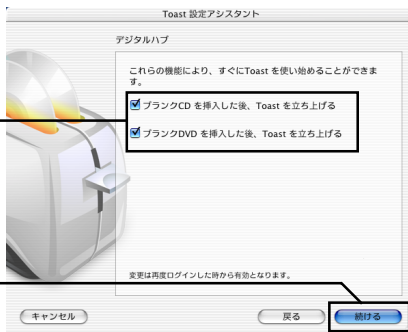 Toast 設定アシスタント
デジタルハブ
これらの機能により、すぐにToast を使い始めることができま
す。
ブランクCD を挿入した後、Toast を立ち上げる
ブランクDVD を挿入した後、Toast を立ち上げる
変更は再度ログインした時から有効となります。
キャンセル
戻る
続ける